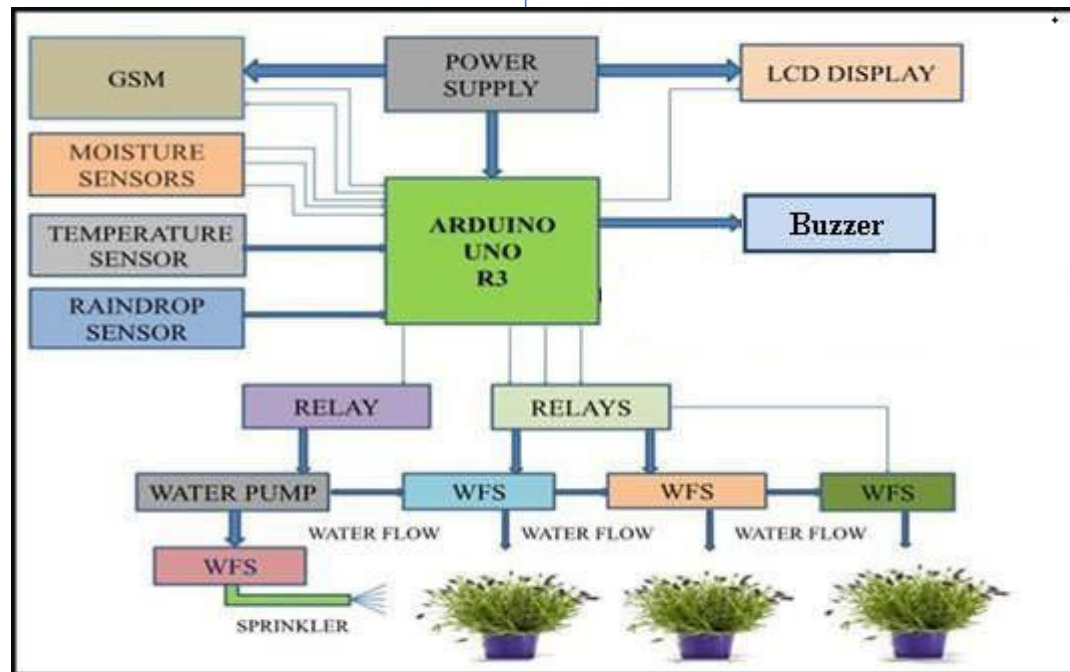 GSM
POWER
SUPPLY
LCD DISPLAY
MOISTURE
SENSORS
TEMPERATURE
SENSOR
RAINDROP
SENSOR
ARDUINO
UNO
R3
Buzzer
RELAY
RELAYS
WATER PUMP
WFS
WFS
WFS
WATER FLOW
WATER FLOW
WATER FLOW
WFS
SPRINKLER